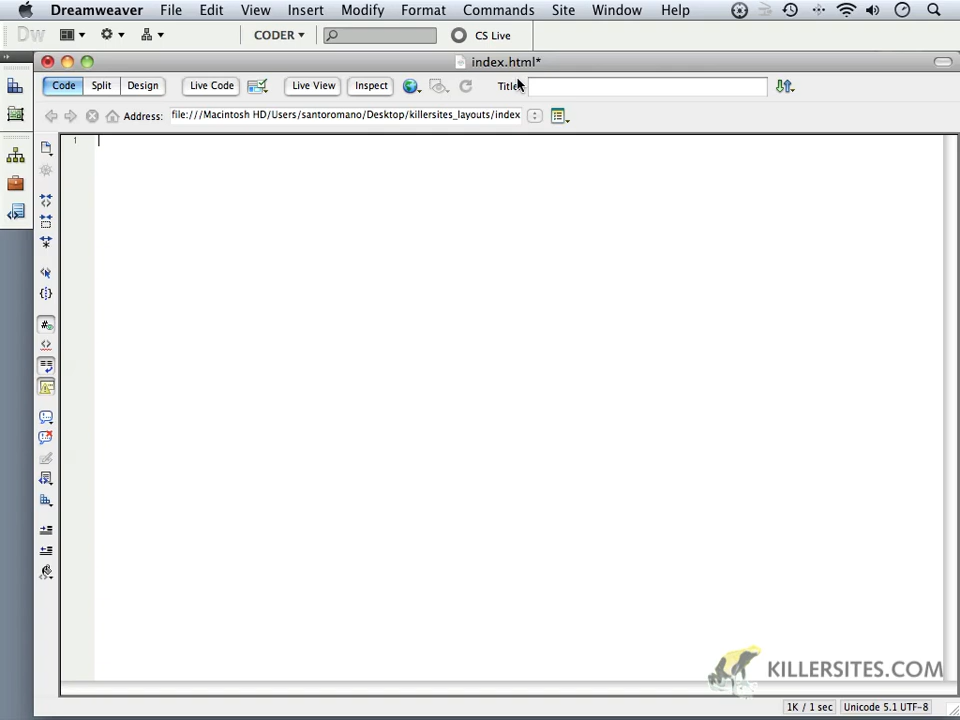 Dreamweaver File Edit View Insert Modify Format Commands Site Window Help
Dw CODER CS Live
index.html*
Code Split Design Live Code Live View Inspect Title
Address: file:///Macintosh HD/Users/santoromano/Desktop/killersites_layouts/index
1
KILLERSITES.COM
1K / 1 sec Unicode 5.1 UTF-8